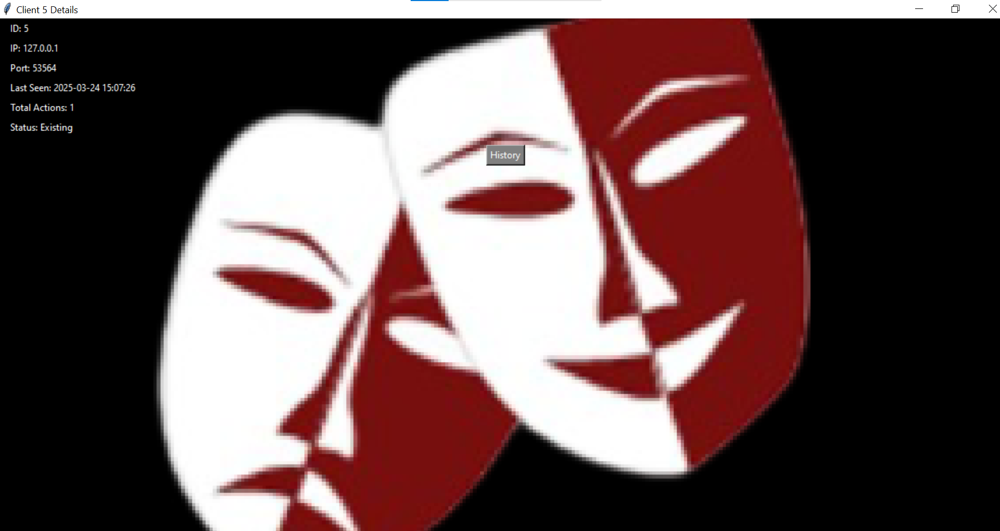 Client 5 Details
ID: 5
IP: 127.0.0.1
Port: 53564
Last Seen: 2025-03-24 15:07:26
Total Actions: 1
Status: Existing
History